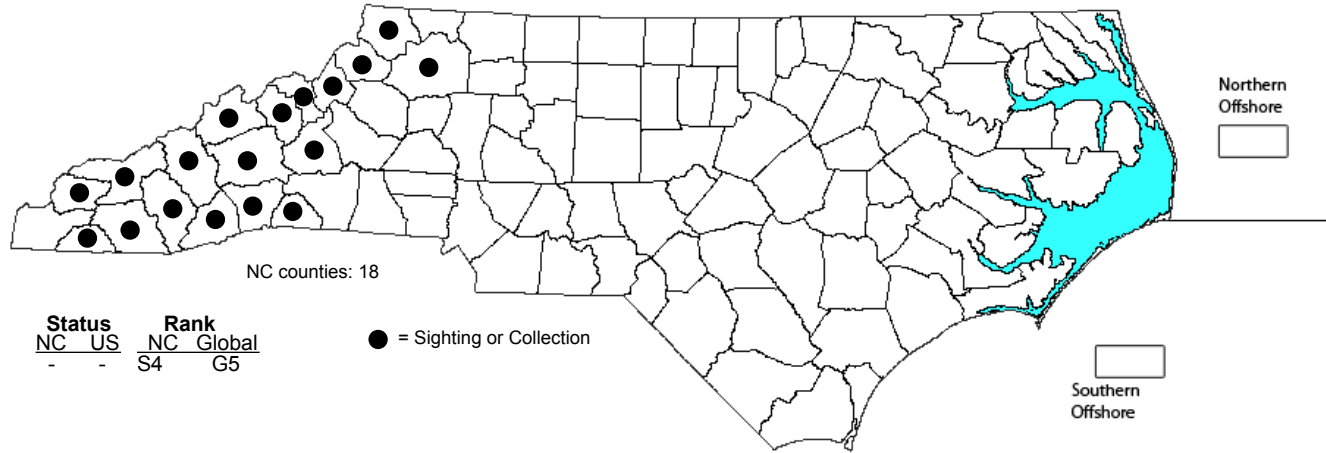 Northern
Offshore
NC counties: 18
Status Rank
NC US NC Global
- - S4 G5
= Sighting or Collection
Southern
Offshore